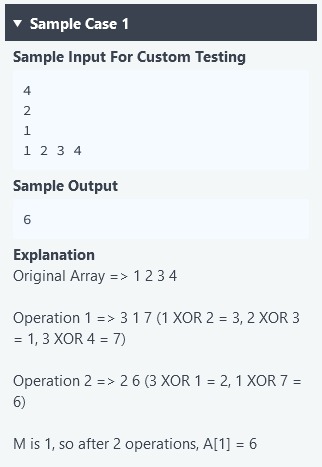 ▼ Sample Case 1
Sample Input For Custom Testing
4
2
1
1 2 3 4
Sample Output
6
Explanation
Original Array => 1 2 3 4
Operation 1 => 3 1 7 (1 XOR 2 = 3, 2 XOR 3
= 1, 3 XOR 4 = 7)
Operation 2 => 2 6 (3 XOR 1 = 2, 1 XOR 7 =
6)
M is 1, so after 2 operations, A[1] = 6